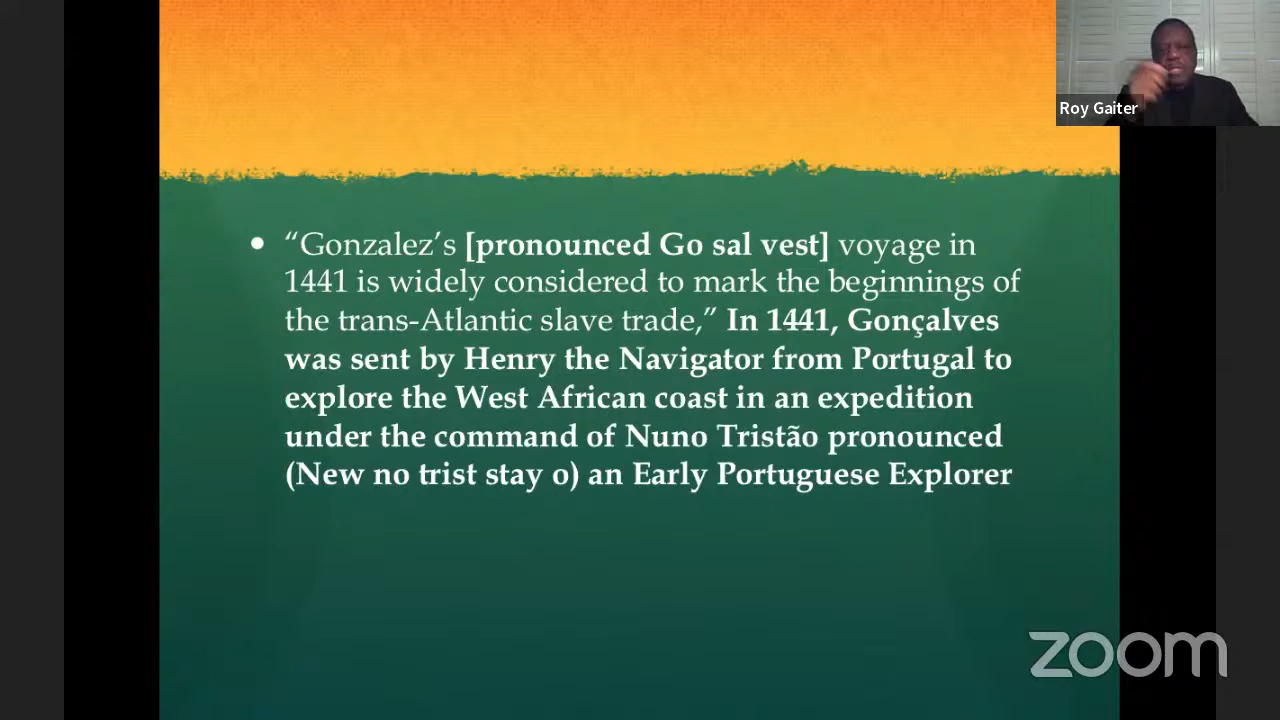 Roy Gaiter
• “Gonzalez’s [pronounced Go sal vest] voyage in
1441 is widely considered to mark the beginnings of
the trans-Atlantic slave trade,” In 1441, Gonçalves
was sent by Henry the Navigator from Portugal to
explore the West African coast in an expedition
under the command of Nuno Tristão pronounced
(New no trist stay o) an Early Portuguese Explorer
zoom